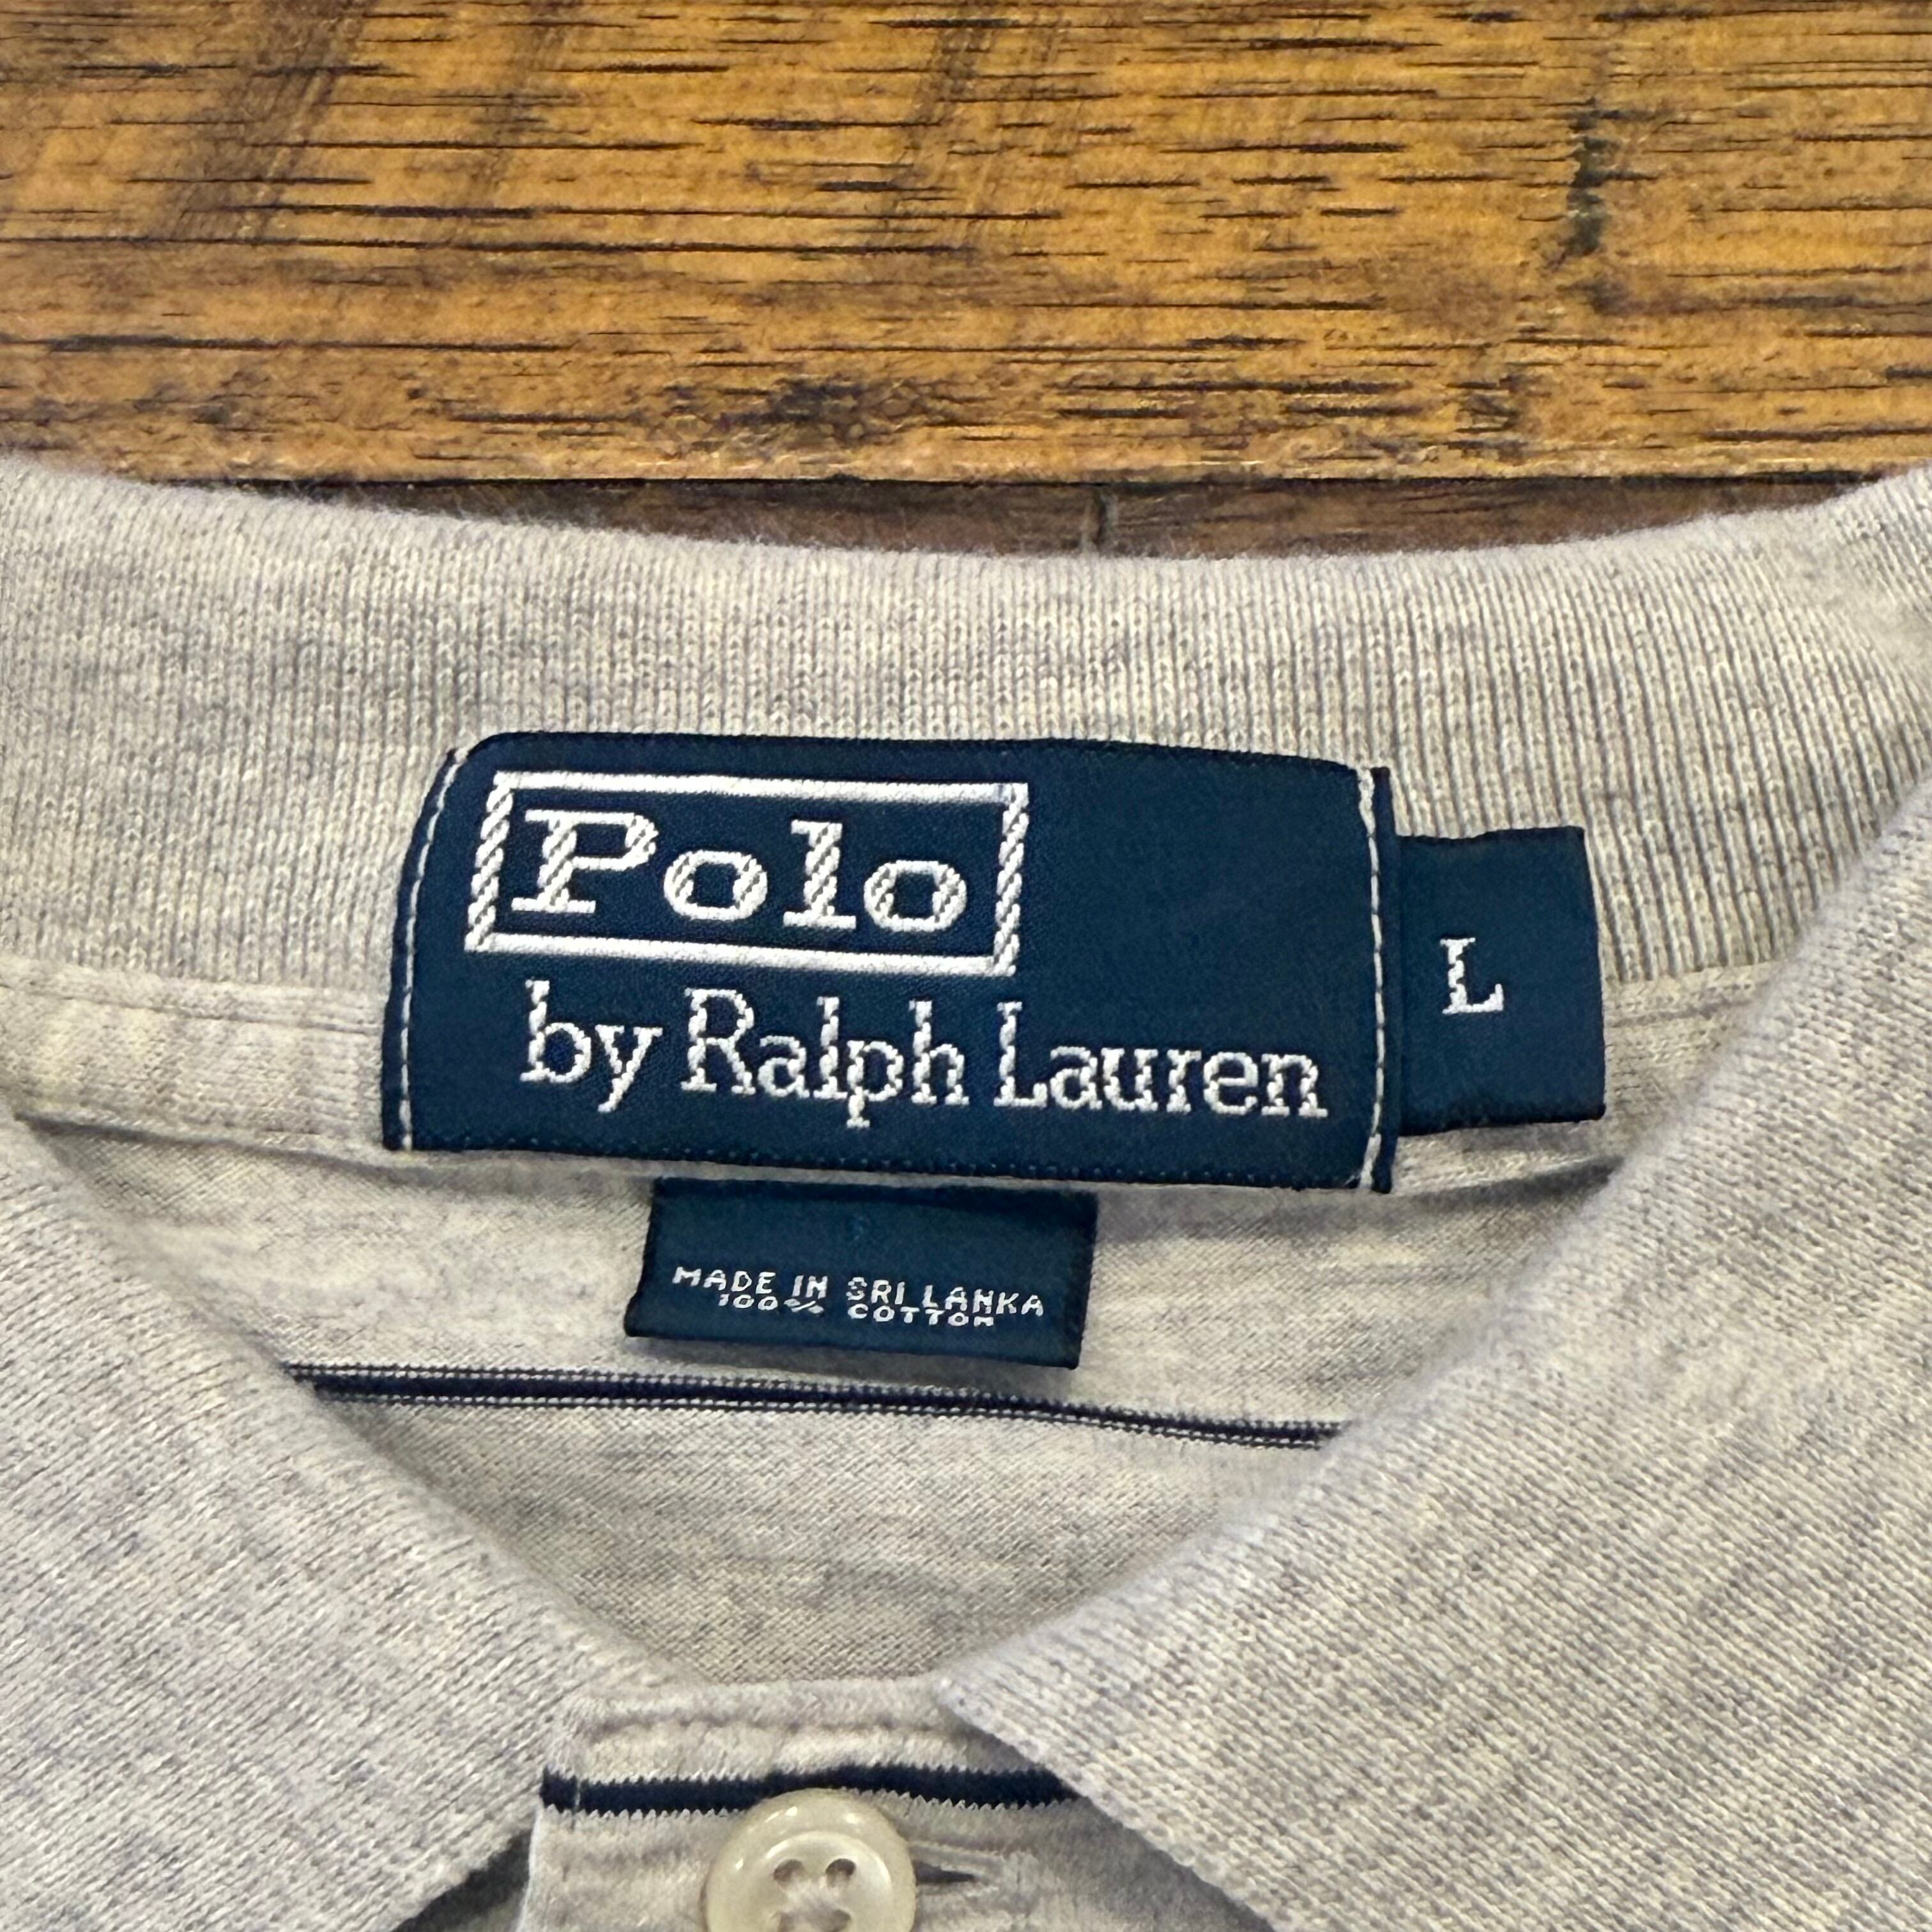 Polo
by Ralph Lauren
L
MADE IN SRI LANKA
100% COTTON